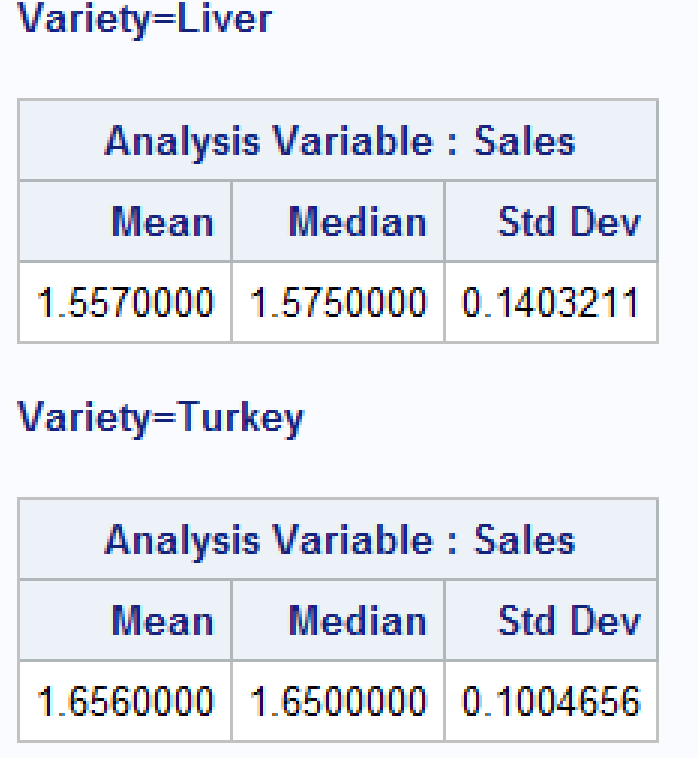 Variety=Liver
Analysis Variable : Sales
Mean Median Std Dev
1.5570000 1.5750000 0.1403211
Variety=Turkey
Analysis Variable : Sales
Mean Median Std Dev
1.6560000 1.6500000 0.1004656